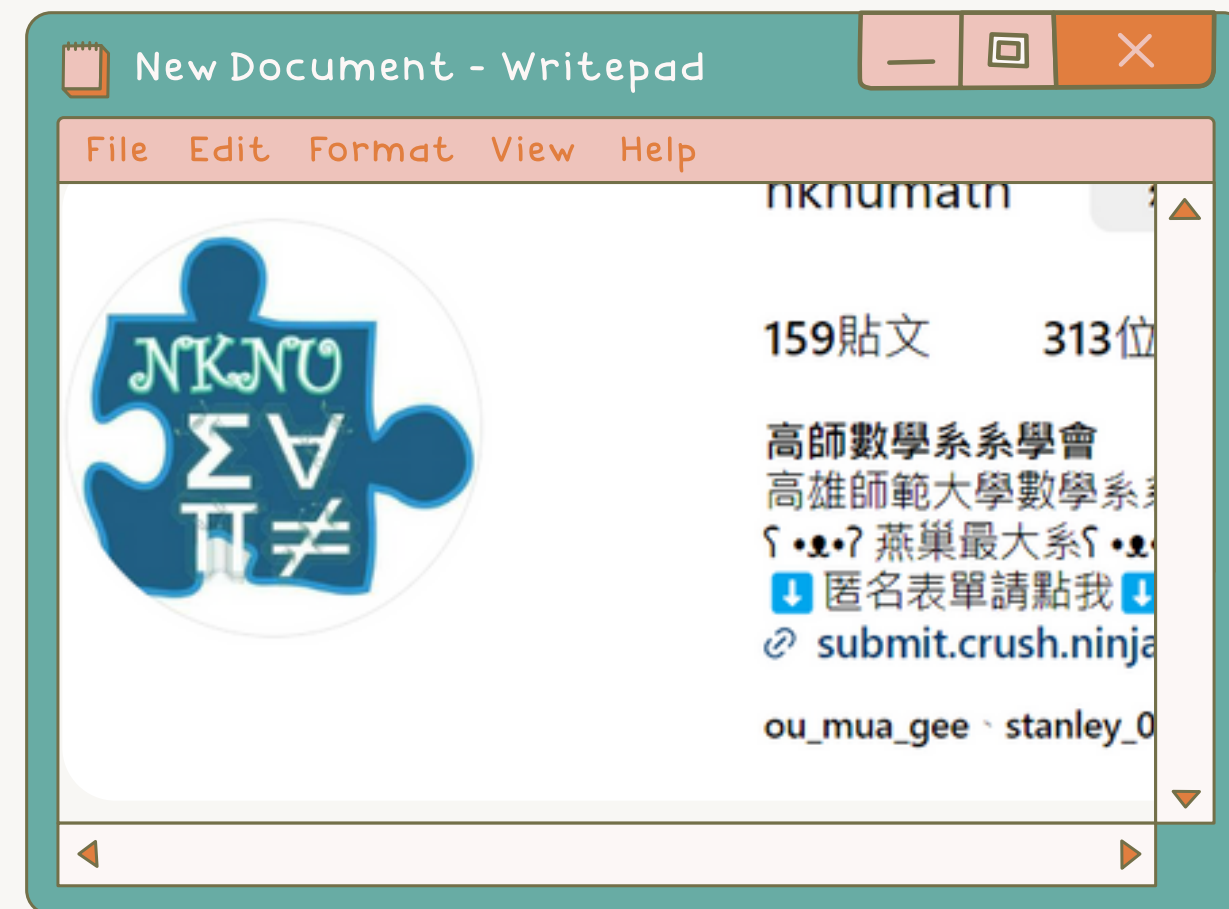 New Document - Writepad
File Edit Format View Help
nknumath
159貼文 313位
NKNU
Σ ∀
π ≠
高師數學系系學會
高雄師範大學數學系
ʕ •ᴥ•ʔ 燕巢最大系ʕ •ᴥ
⬇️ 匿名表單請點我 ⬇️
submit.crush.ninja
ou_mua_gee、stanley_0